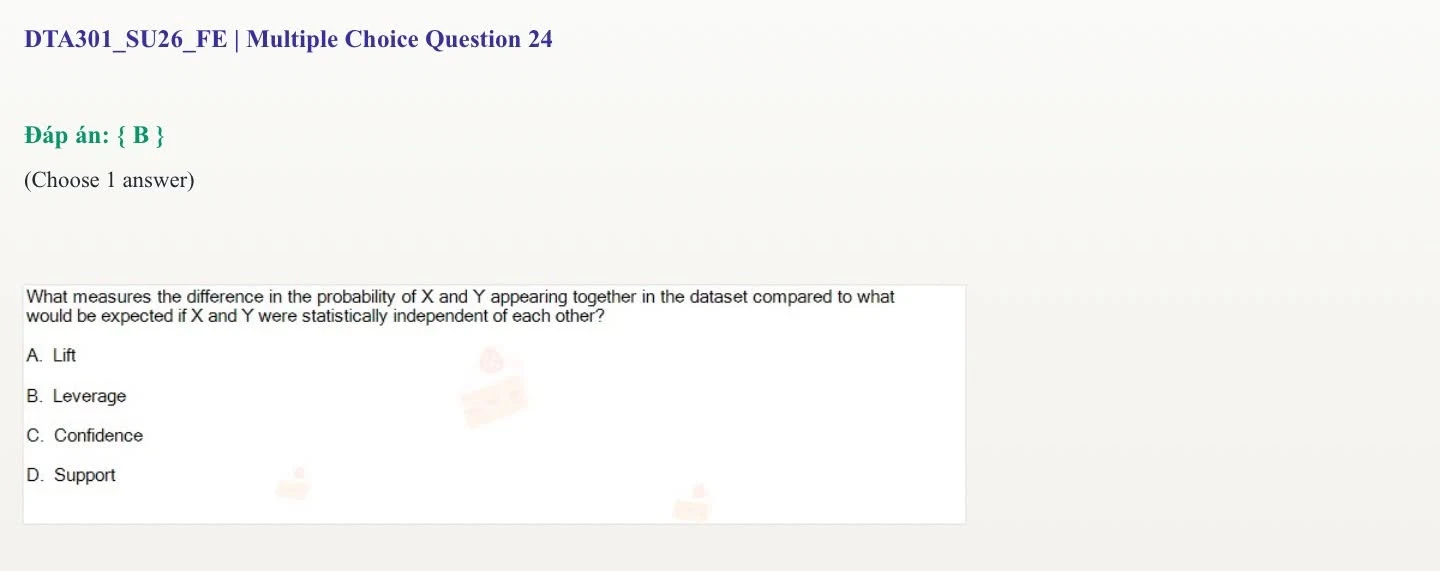 DTA301_SU26_FE | Multiple Choice Question 24
Đáp án: { B }
(Choose 1 answer)
What measures the difference in the probability of X and Y appearing together in the dataset compared to what
would be expected if X and Y were statistically independent of each other?
A. Lift
B. Leverage
C. Confidence
D. Support